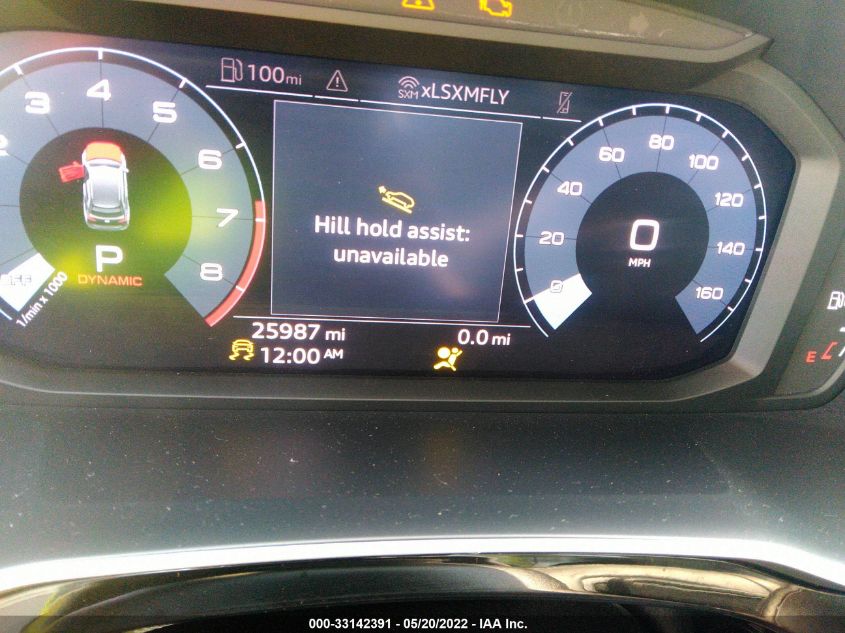 100 mi
SXM xLSXMFLY
3 4 5 6 7 8
1/min x 1000
P
DYNAMIC
Hill hold assist:
unavailable
0 20 40 60 80 100 120 140 160
0
MPH
25987 mi
12:00 AM
0.0 mi
E
000-33142391 - 05/20/2022 - IAA Inc.